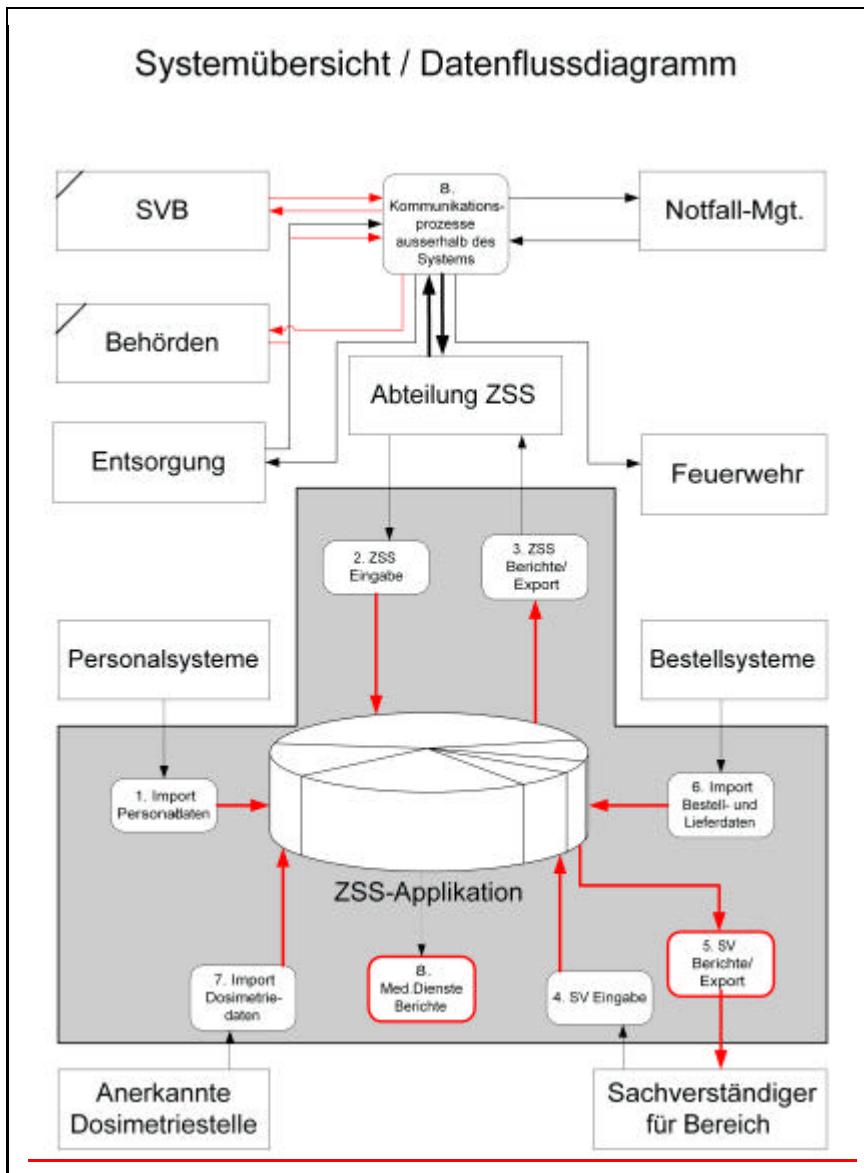 Systemübersicht / Datenflussdiagramm
SVB
8.
Kommunikations-
prozesse
ausserhalb des
Systems
Notfall-Mgt.
Behörden
Abteilung ZSS
Entsorgung
Feuerwehr
2. ZSS
Eingabe
3. ZSS
Berichte/
Export
Personalsysteme
Bestellsysteme
1. Import
Personaldaten
6. Import
Bestell- und
Lieferdaten
ZSS-Applikation
7. Import
Dosimetrie-
daten
8.
Med.Dienste
Berichte
4. SV Eingabe
5. SV
Berichte/
Export
Anerkannte
Dosimetriestelle
Sachverständiger
für Bereich